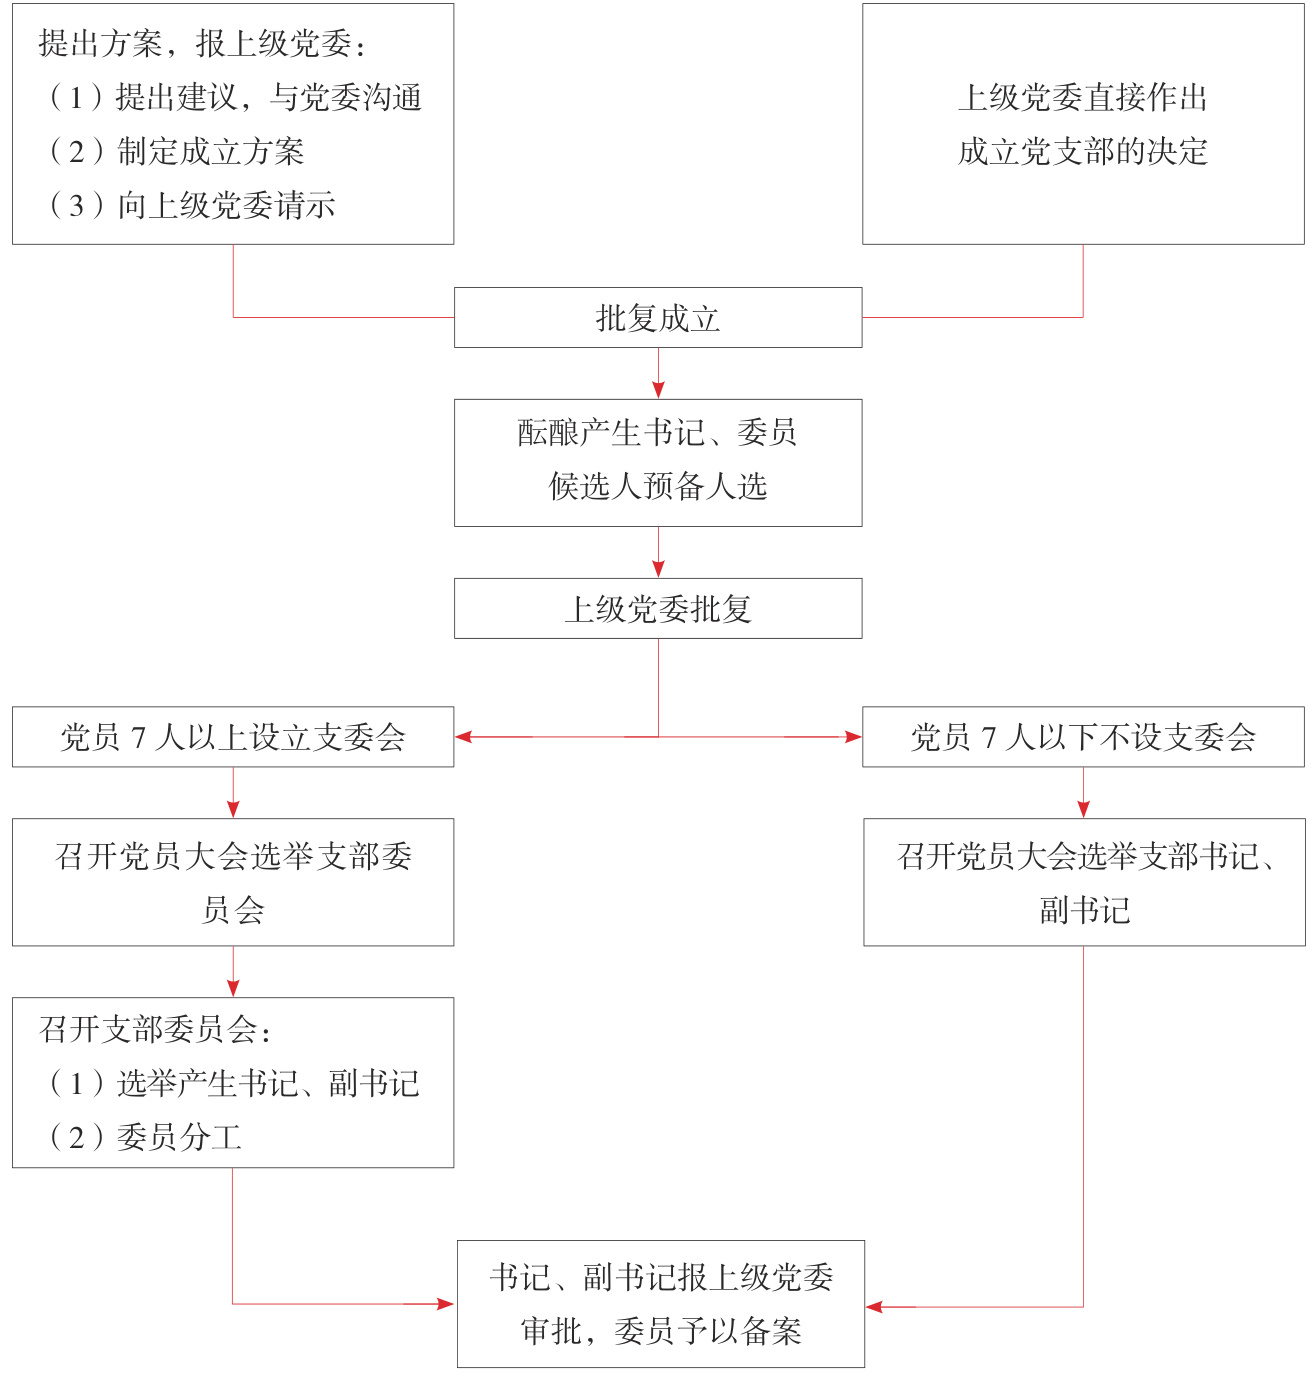 提出方案，报上级党委：
（1）提出建议，与党委沟通
（2）制定成立方案
（3）向上级党委请示
上级党委直接作出
成立党支部的决定
批复成立
酝酿产生书记、委员
候选人预备人选
上级党委批复
党员 7 人以上设立支委会
党员 7 人以下不设支委会
召开党员大会选举支部委
员会
召开党员大会选举支部书记、
副书记
召开支部委员会：
（1）选举产生书记、副书记
（2）委员分工
书记、副书记报上级党委
审批，委员予以备案